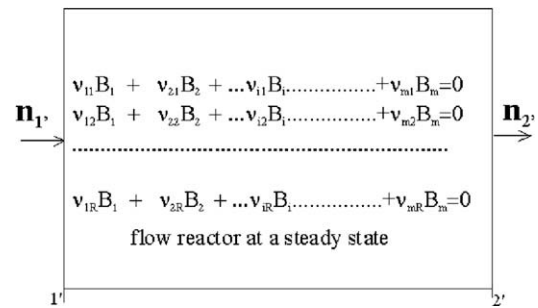 ν₁₁B₁ + ν₂₁B₂ + ...νᵢ₁Bᵢ................+νₘ₁Bₘ=0
n₁, ν₁₂B₁ + ν₂₂B₂ + ...νᵢ₂Bᵢ................+νₘ₂Bₘ=0 n₂,
ν₁RB₁ + ν₂RB₂ + ...νᵢRBᵢ................+νₘRBₘ=0
flow reactor at a steady state
1' 2'